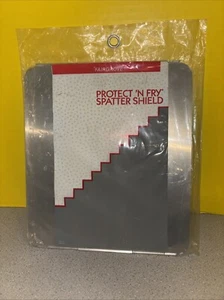 PROTECT 'N FRY
SPATTER SHIELD